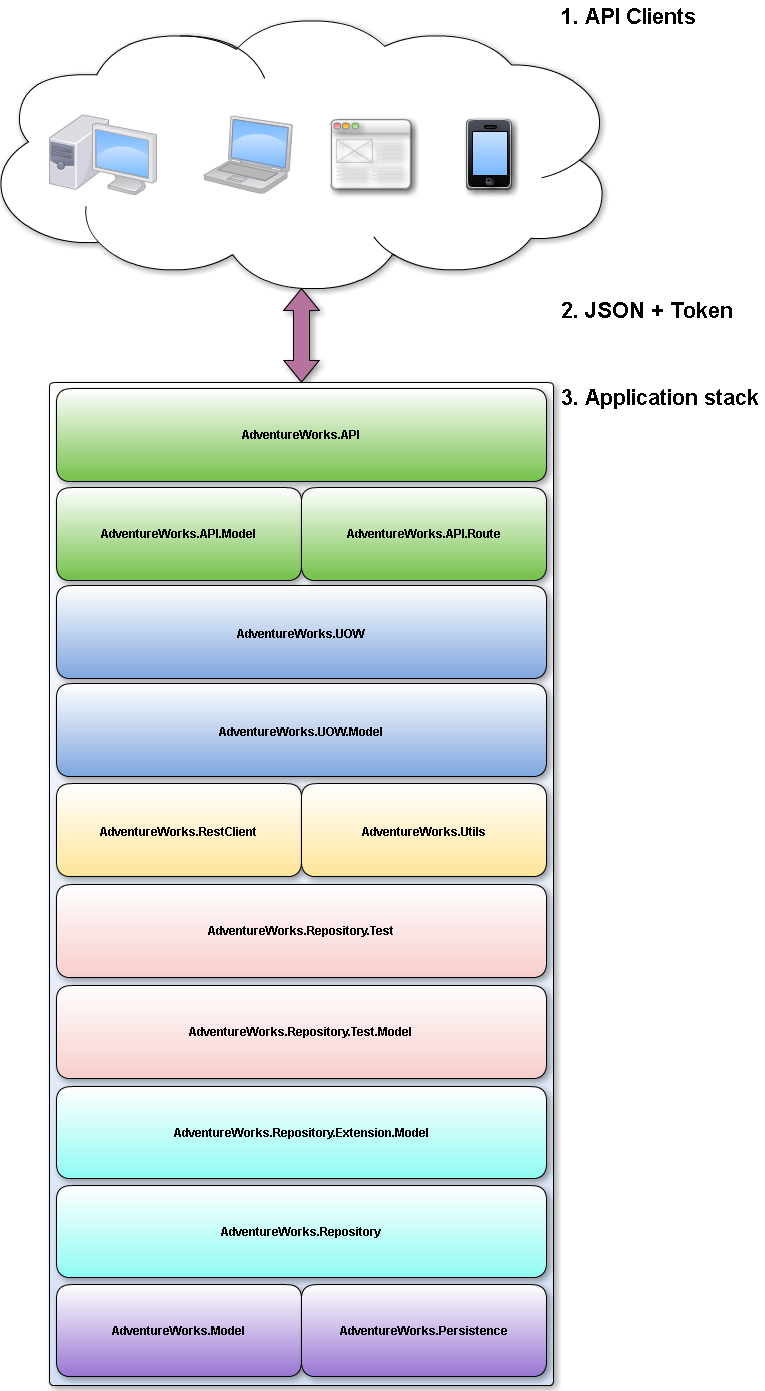 1. API Clients
2. JSON + Token
3. Application stack
AdventureWorks.API
AdventureWorks.API.Model
AdventureWorks.API.Route
AdventureWorks.UOW
AdventureWorks.UOW.Model
AdventureWorks.RestClient
AdventureWorks.Utils
AdventureWorks.Repository.Test
AdventureWorks.Repository.Test.Model
AdventureWorks.Repository.Extension.Model
AdventureWorks.Repository
AdventureWorks.Model
AdventureWorks.Persistence